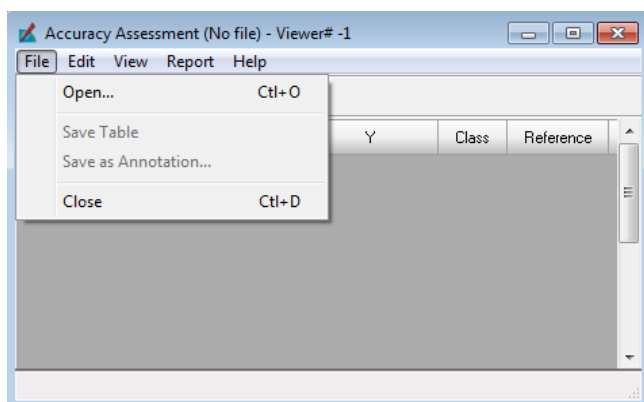 Accuracy Assessment (No file) - Viewer# -1
File Edit View Report Help
Open... Ctl+O
Save Table
Save as Annotation...
Close Ctl+D
Y Class Reference